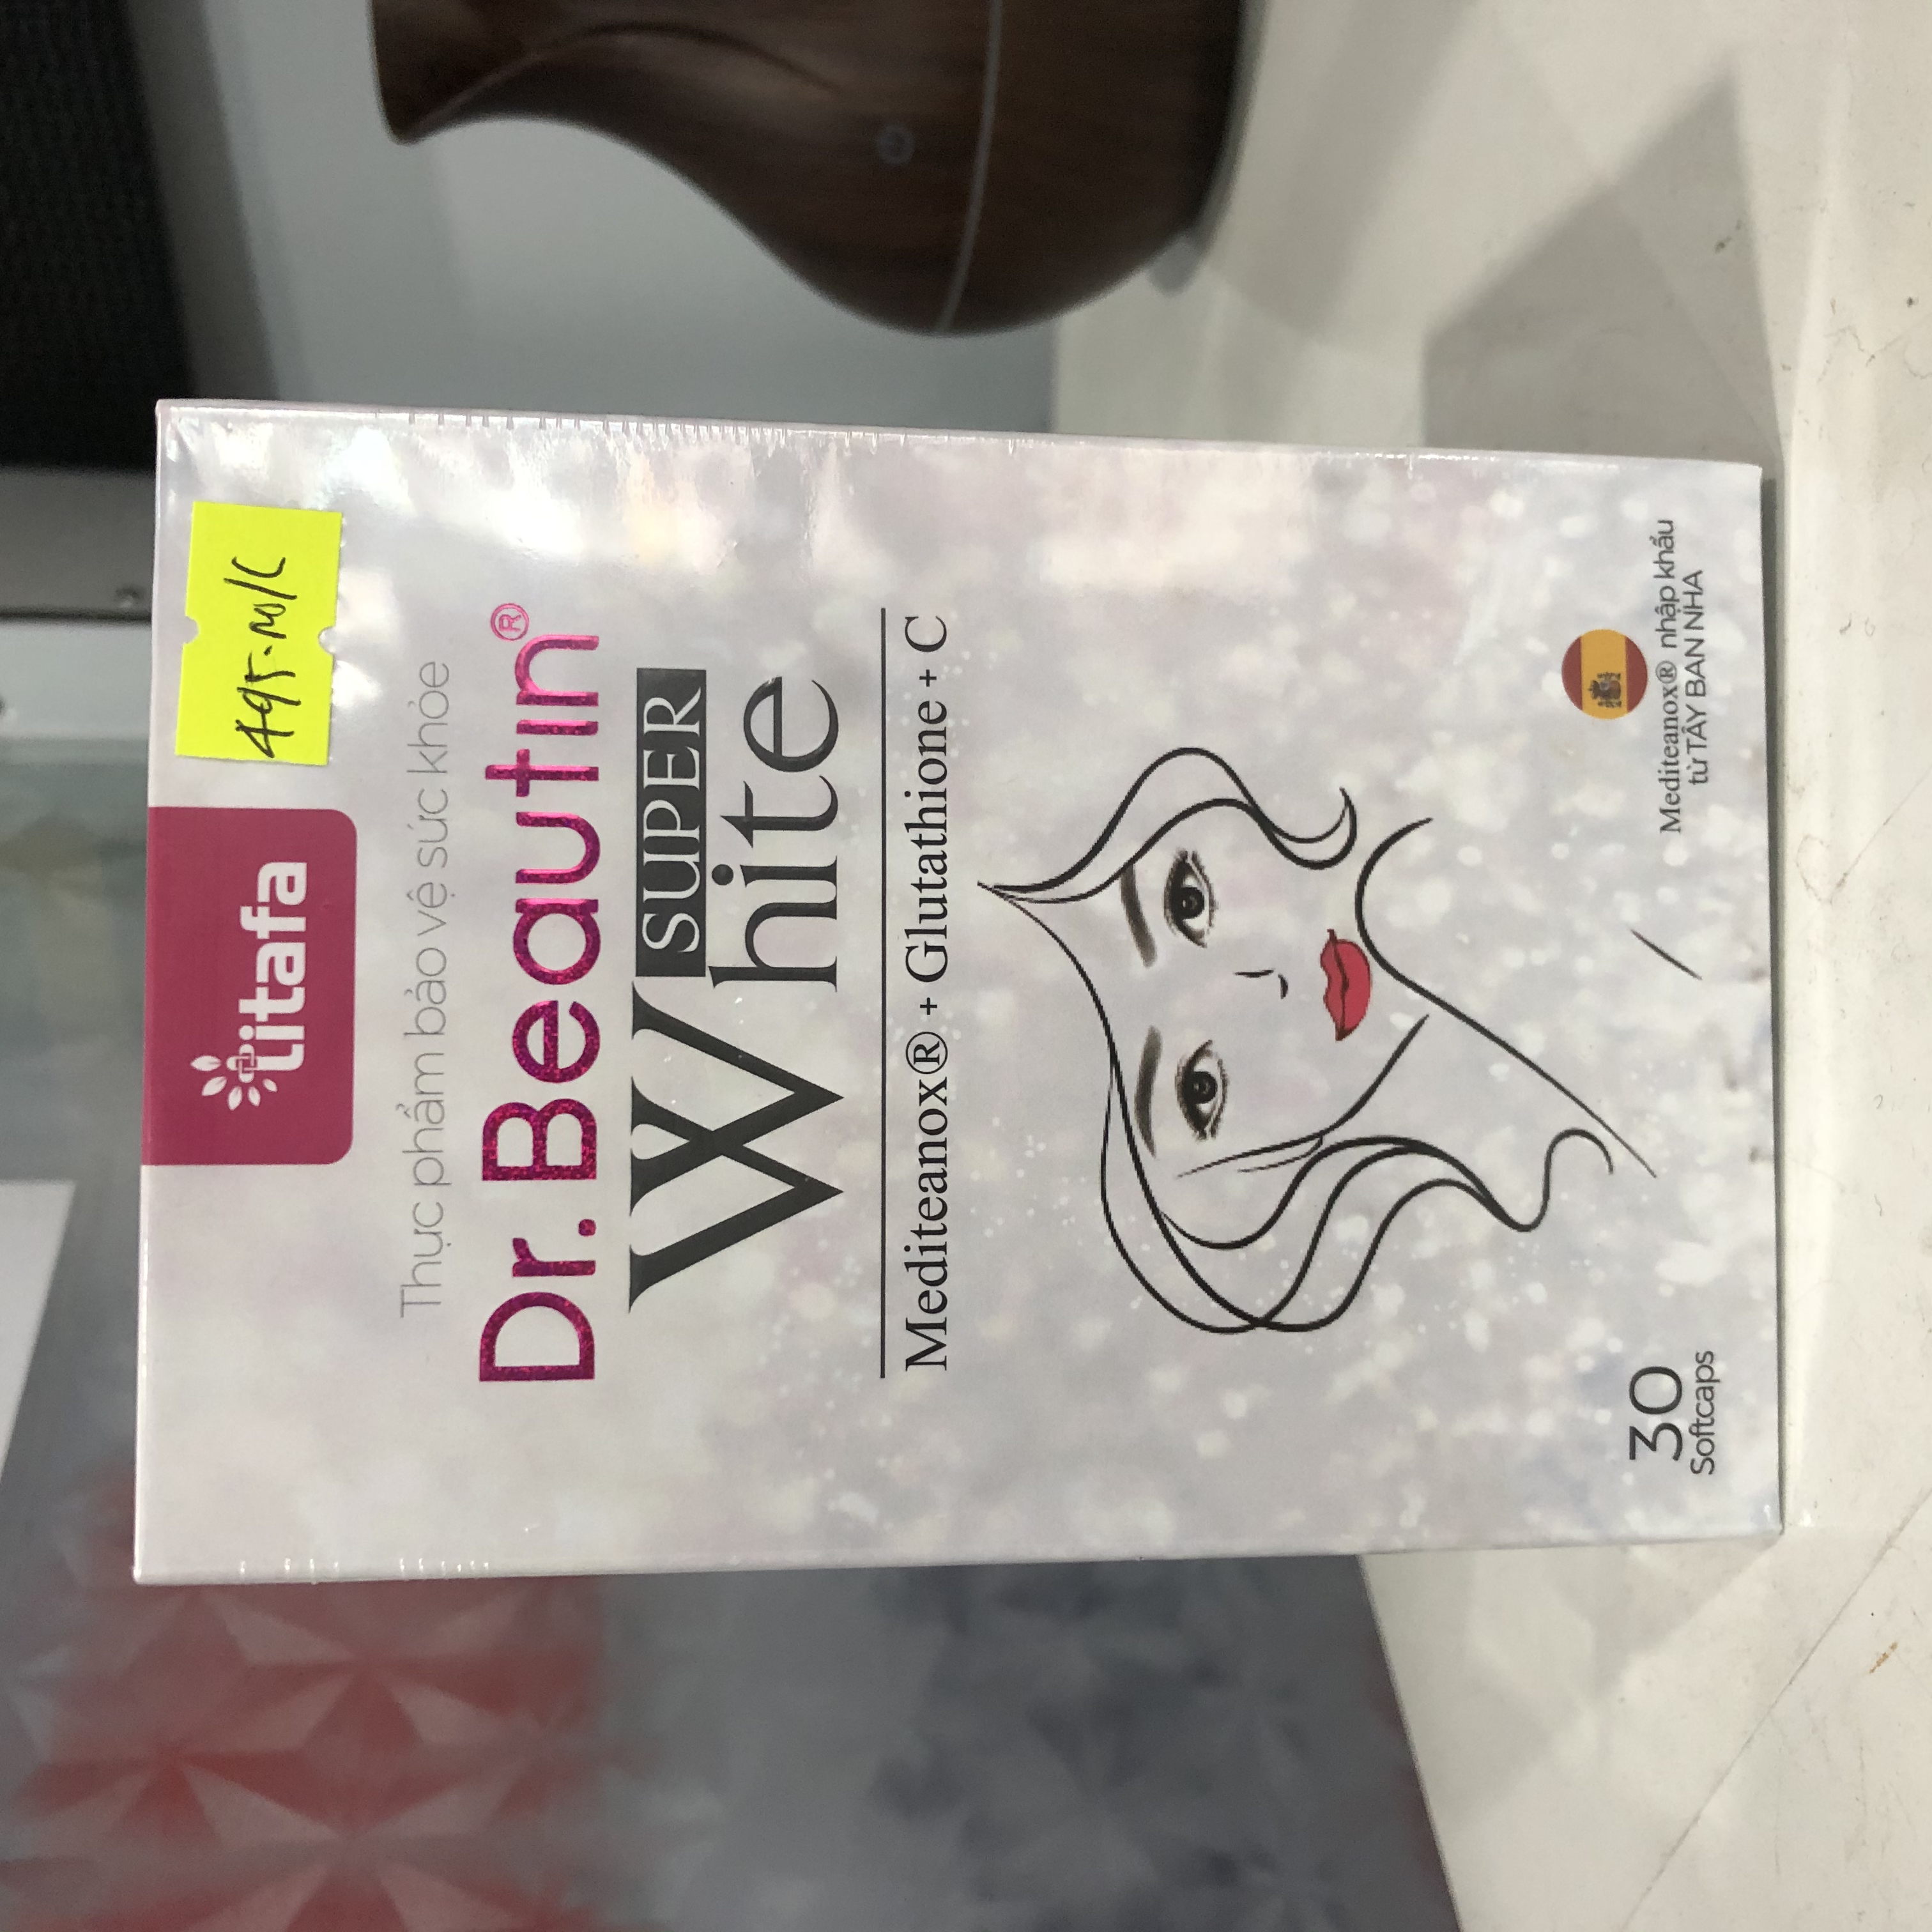 litafa
Thực phẩm bảo vệ sức khỏe
Dr. Beautin®
SUPER
White
Mediteanox® + Glutathione + C
30
Softcaps
Mediteanox® nhập khẩu
từ TÂY BAN NHA